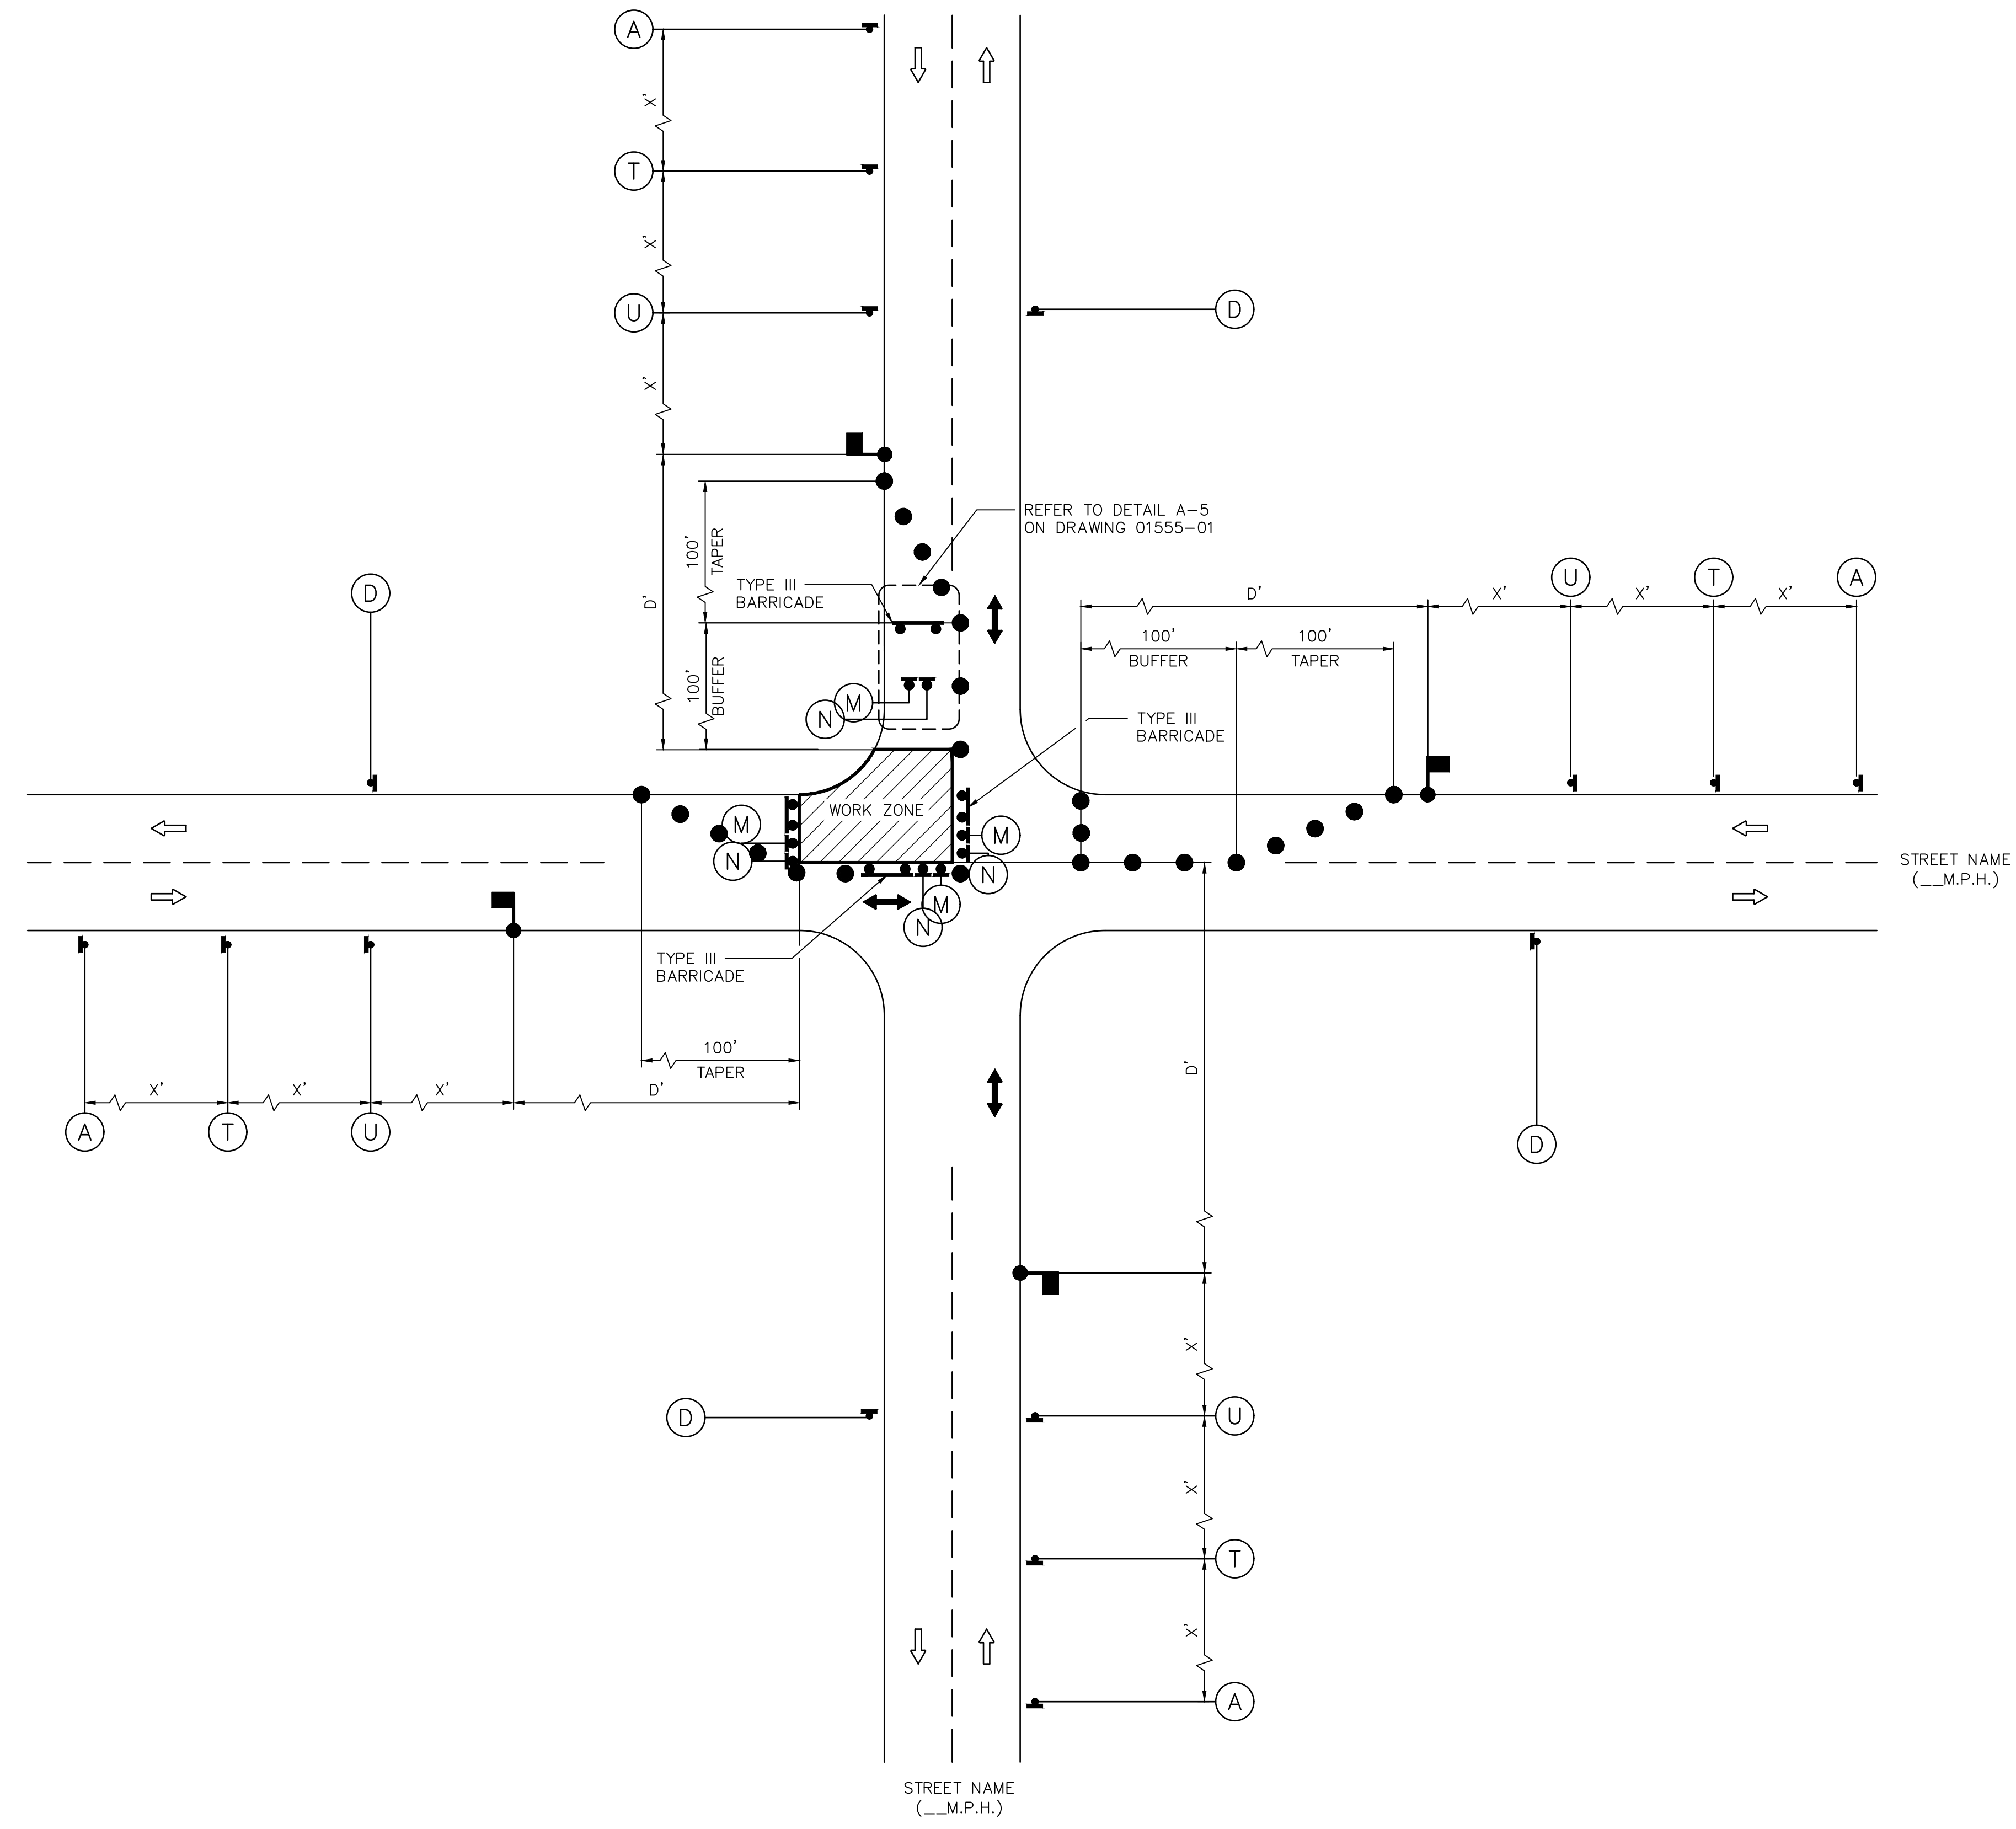 A
X'
T
X'
U
D
X'
REFER TO DETAIL A-5
ON DRAWING 01555-01
100'
TAPER
D'
TYPE III
BARRICADE
D
U
T
A
D'
X'
X'
X'
100'
BUFFER
100'
TAPER
100'
BUFFER
M
N
TYPE III
BARRICADE
WORK ZONE
M
N
M
N
M
N
STREET NAME
(__M.P.H.)
TYPE III
BARRICADE
100'
TAPER
X'
X'
X'
D'
A
T
U
D'
D
X'
D
U
X'
T
X'
A
STREET NAME
(__M.P.H.)